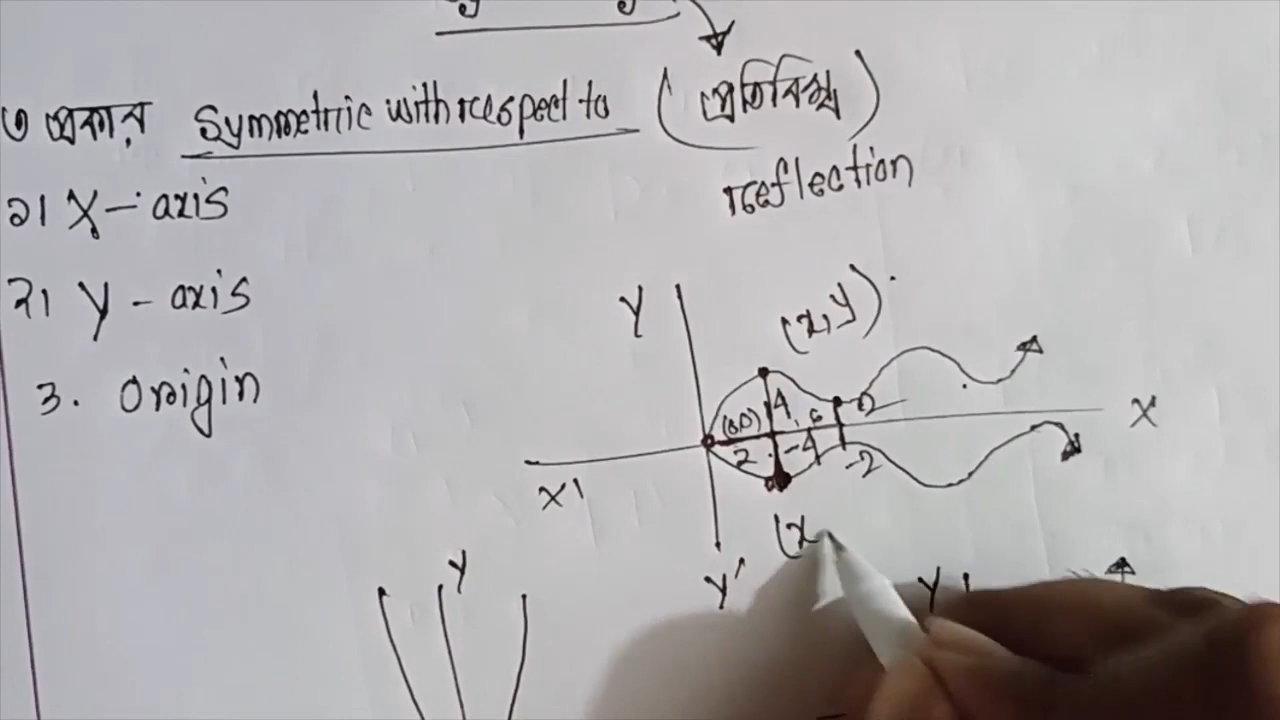 ৩ প্রকার Symmetric with respect to (প্রতিবিম্ব)
reflection
১। X - axis
২। Y - axis
3. Origin
Y
(x, y)
(0,0) 4, 6 2
X
2 -4 -2
X'
(x
Y'
Y
Y